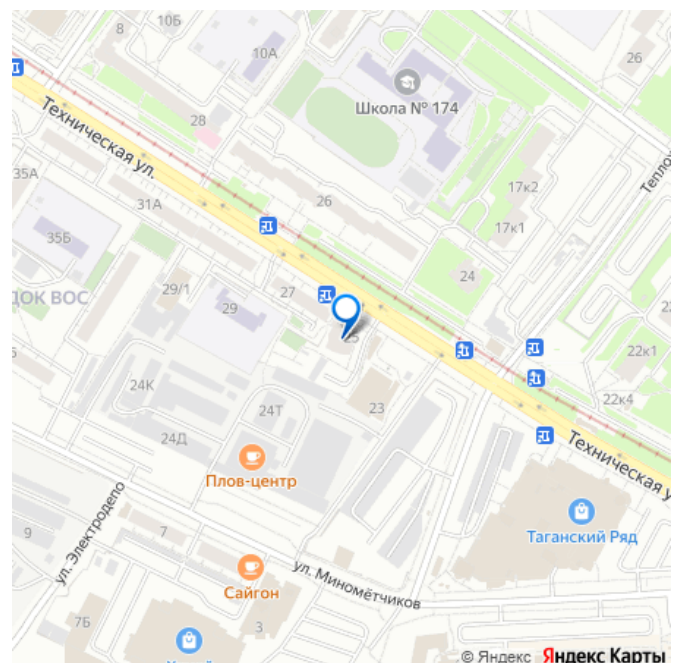 10Б
8
10А
26
Школа № 174
28
Техническая ул.
35А
31А
17к2
17к1
26
35Б
24
ДОК ВОС
29/1
27
29
25
22к1
24К
24Т
23
22к4
24Д
Техническая у
Плов-центр
Таганский Ряд
ул. Электродепо
9
7
ул. Миномётчиков
Сайгон
7Б
3
© Яндекс Яндекс Карты